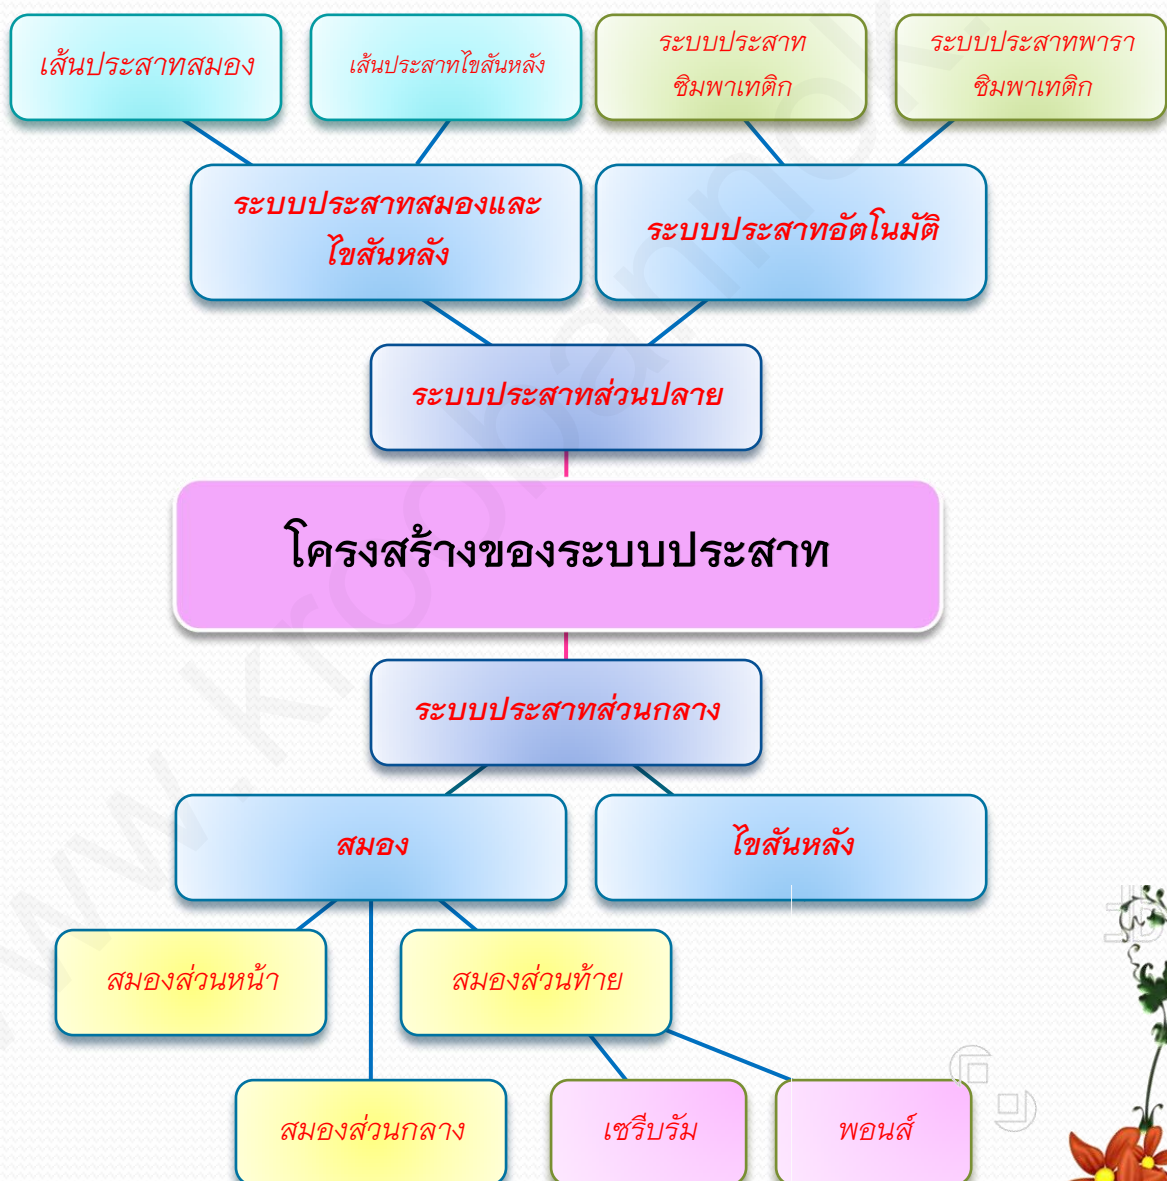 เส้นประสาทสมอง
เส้นประสาทไขสันหลัง
ระบบประสาท
ซิมพาเทติก
ระบบประสาทพารา
ซิมพาเทติก
ระบบประสาทสมองและ
ไขสันหลัง
ระบบประสาทอัตโนมัติ
ระบบประสาทส่วนปลาย
โครงสร้างของระบบประสาท
ระบบประสาทส่วนกลาง
สมอง
ไขสันหลัง
สมองส่วนหน้า
สมองส่วนท้าย
สมองส่วนกลาง
เซรีบรัม
พอนส์